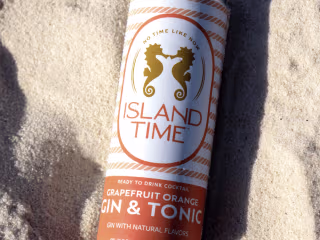 NO TIME LIKE NOW
ISLAND
TIME
READY TO DRINK COCKTAIL
GRAPEFRUIT ORANGE
GIN & TONIC
GIN WITH NATURAL FLAVORS